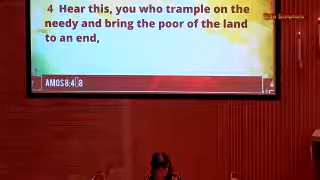 4 Hear this, you who trample on the
needy and bring the poor of the land
to an end,
AMOS 8:4▯8